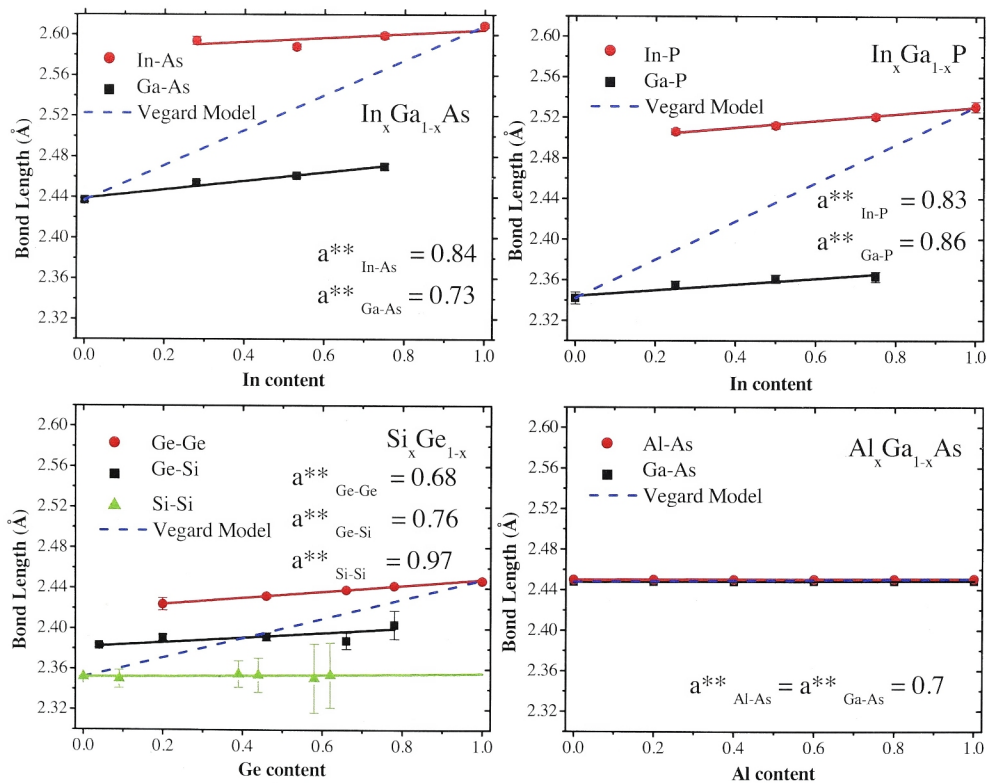 2.60
2.56
2.52
2.48
2.44
2.40
2.36
2.32
Bond Length (Å)
In-As
Ga-As
Vegard Model
InₓGa₁₋ₓAs
a** In-As = 0.84
a** Ga-As = 0.73
0.0 0.2 0.4 0.6 0.8 1.0
In content
2.60
2.56
2.52
2.48
2.44
2.40
2.36
2.32
Bond Length (Å)
In-P
Ga-P
Vegard Model
InₓGa₁₋ₓP
a** In-P = 0.83
a** Ga-P = 0.86
0.0 0.2 0.4 0.6 0.8 1.0
In content
2.60
2.56
2.52
2.48
2.44
2.40
2.36
2.32
Bond Length (Å)
Ge-Ge
Ge-Si
Si-Si
Vegard Model
SiₓGe₁₋ₓ
a** Ge-Ge = 0.68
a** Ge-Si = 0.76
a** Si-Si = 0.97
0.0 0.2 0.4 0.6 0.8 1.0
Ge content
2.60
2.56
2.52
2.48
2.44
2.40
2.36
2.32
Bond Length (Å)
Al-As
Ga-As
Vegard Model
AlₓGa₁₋ₓAs
a** Al-As = a** Ga-As = 0.7
0.0 0.2 0.4 0.6 0.8 1.0
Al content